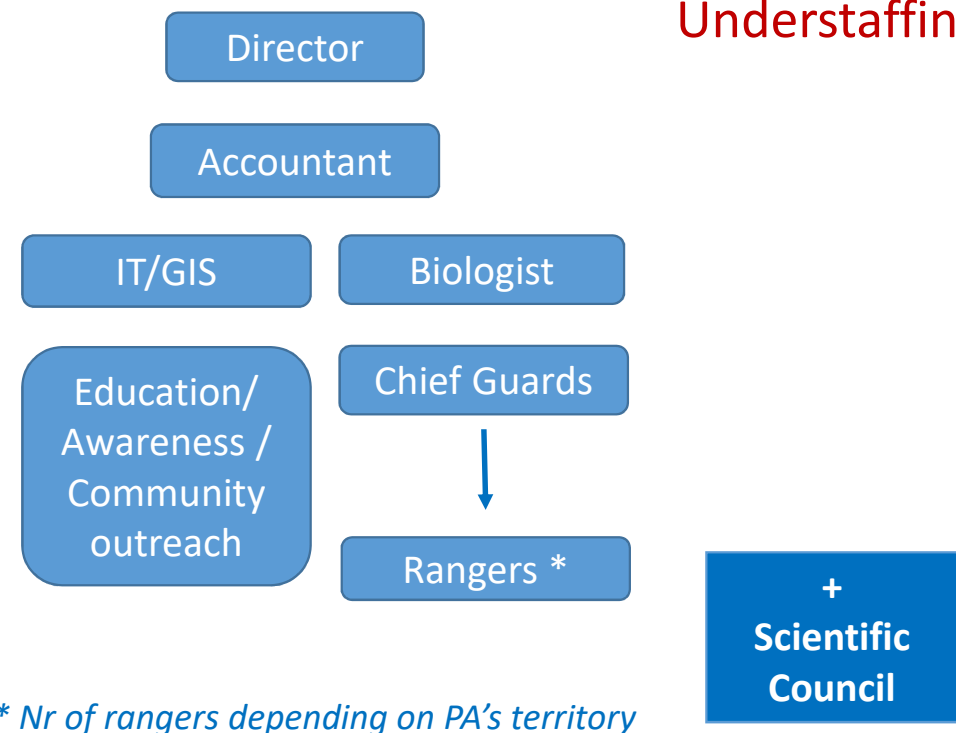 Understaffin
Director
Accountant
IT/GIS
Biologist
Education/
Awareness /
Community
outreach
Chief Guards
Rangers *
+
Scientific
Council
* Nr of rangers depending on PA's territory